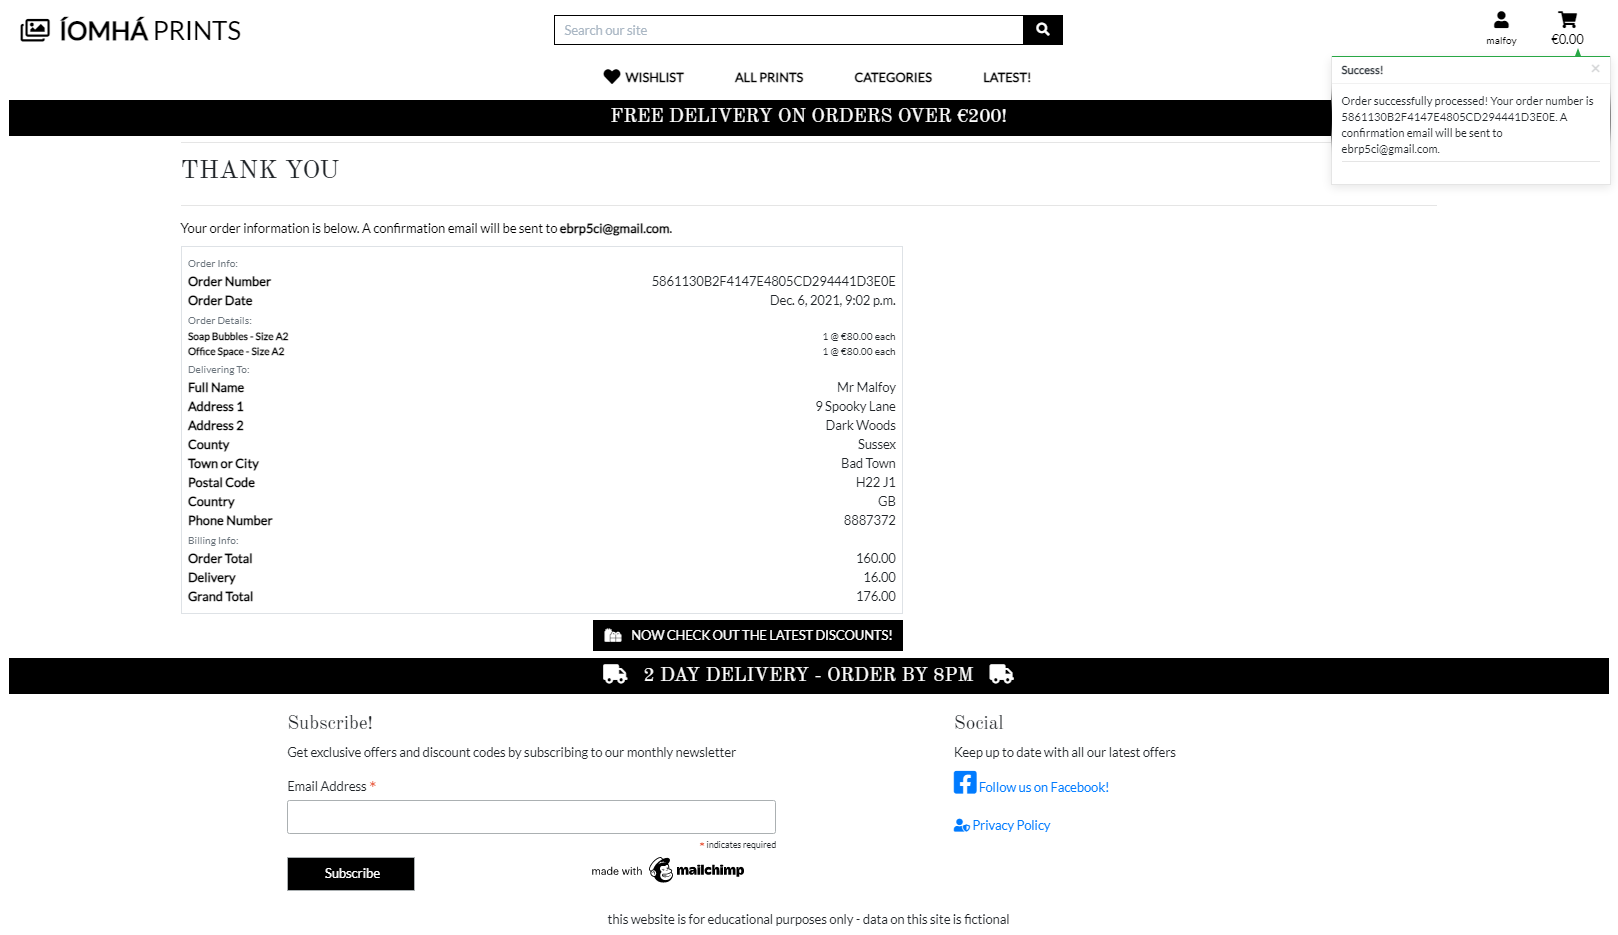 ÍOMHÁ PRINTS
Search our site
malfoy
€0.00
WISHLIST
ALL PRINTS
CATEGORIES
LATEST!
Success!
×
Order successfully processed! Your order number is
5861130B2F4147E4805CD294441D3E0E. A
confirmation email will be sent to
ebrp5ci@gmail.com.
FREE DELIVERY ON ORDERS OVER €200!
THANK YOU
Your order information is below. A confirmation email will be sent to ebrp5ci@gmail.com.
Order Info:
Order Number 5861130B2F4147E4805CD294441D3E0E
Order Date Dec. 6, 2021, 9:02 p.m.
Order Details:
Soap Bubbles - Size A2 1 @ €80.00 each
Office Space - Size A2 1 @ €80.00 each
Delivering To:
Full Name Mr Malfoy
Address 1 9 Spooky Lane
Address 2 Dark Woods
County Sussex
Town or City Bad Town
Postal Code H22 J1
Country GB
Phone Number 8887372
Billing Info:
Order Total 160.00
Delivery 16.00
Grand Total 176.00
NOW CHECK OUT THE LATEST DISCOUNTS!
2 DAY DELIVERY - ORDER BY 8PM
Subscribe!
Get exclusive offers and discount codes by subscribing to our monthly newsletter
Email Address *
* indicates required
Subscribe
made with mailchimp
Social
Keep up to date with all our latest offers
Follow us on Facebook!
Privacy Policy
this website is for educational purposes only - data on this site is fictional